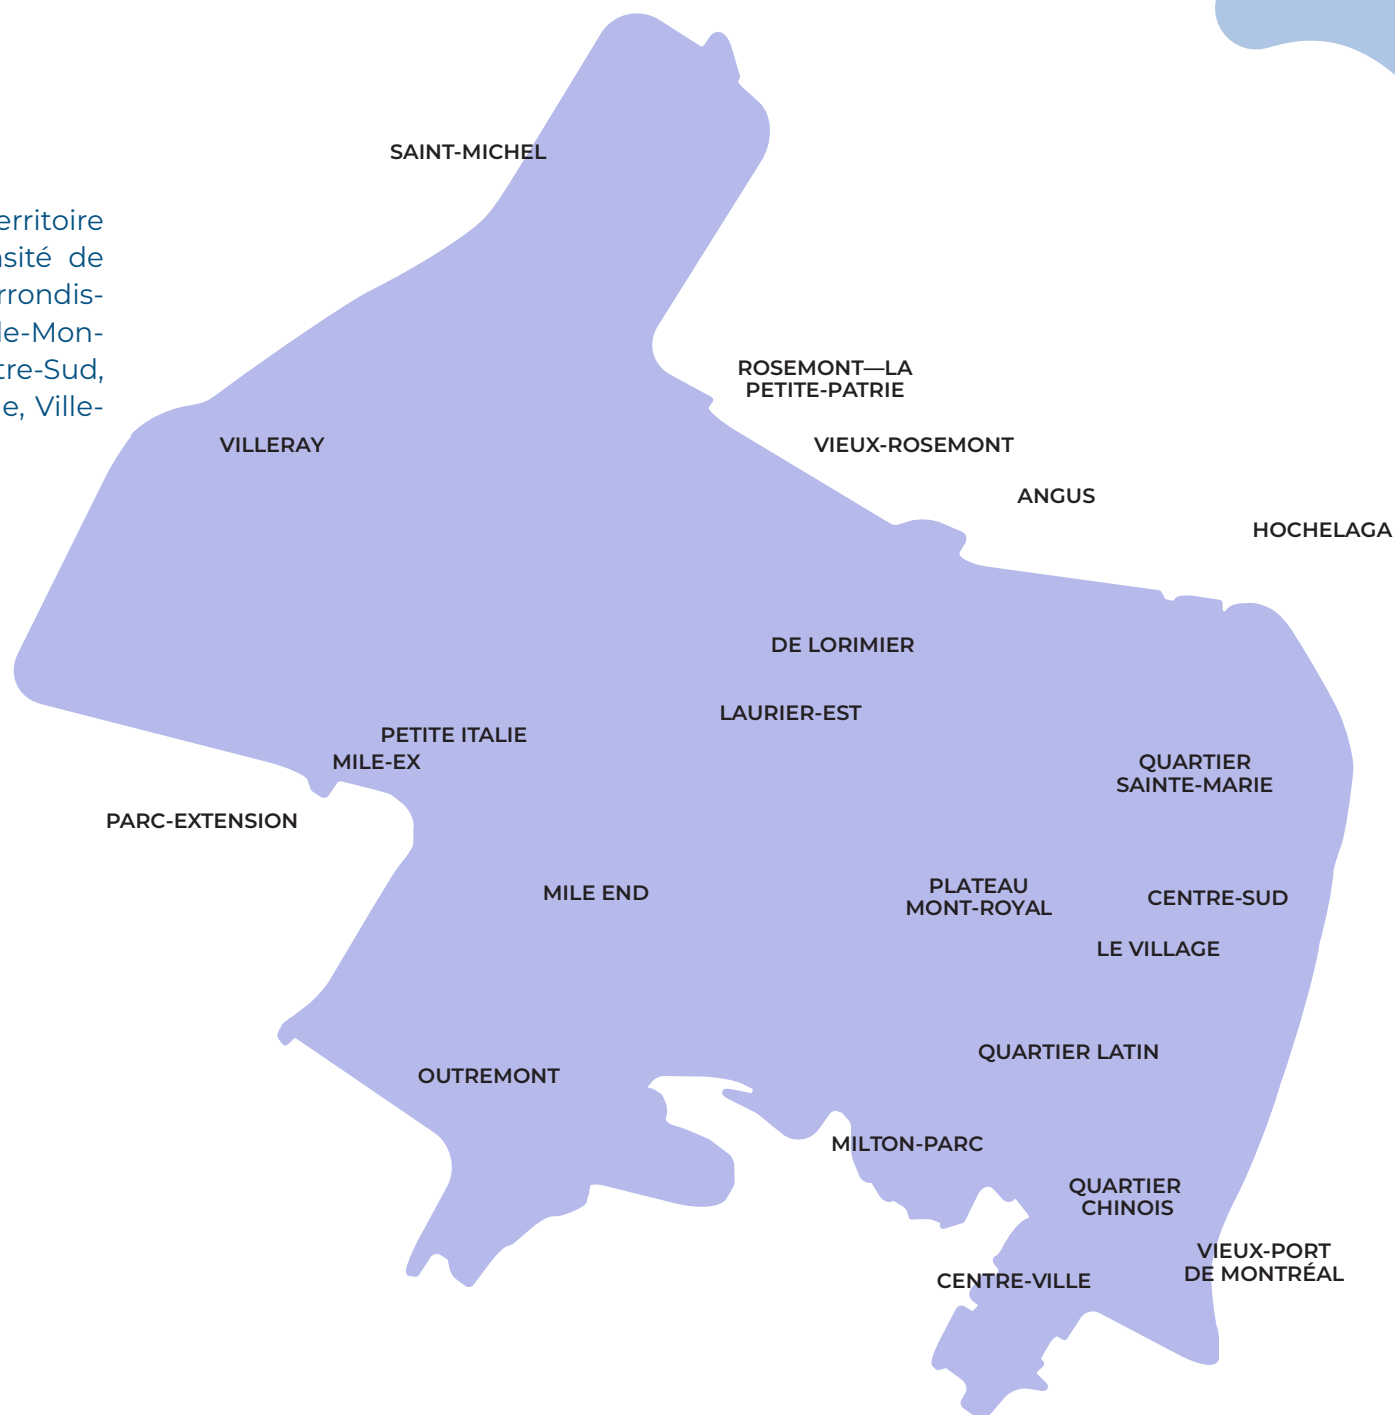 SAINT-MICHEL
erritoire
sité de
rrondis-
le-Mon-
tre-Sud,
e, Ville-
ROSEMONT—LA
PETITE-PATRIE
VILLERAY
VIEUX-ROSEMONT
ANGUS
HOCHELAGA
DE LORIMIER
LAURIER-EST
PETITE ITALIE
MILE-EX
QUARTIER
SAINTE-MARIE
PARC-EXTENSION
MILE END
PLATEAU
MONT-ROYAL
CENTRE-SUD
LE VILLAGE
QUARTIER LATIN
OUTREMONT
MILTON-PARC
QUARTIER
CHINOIS
VIEUX-PORT
DE MONTRÉAL
CENTRE-VILLE